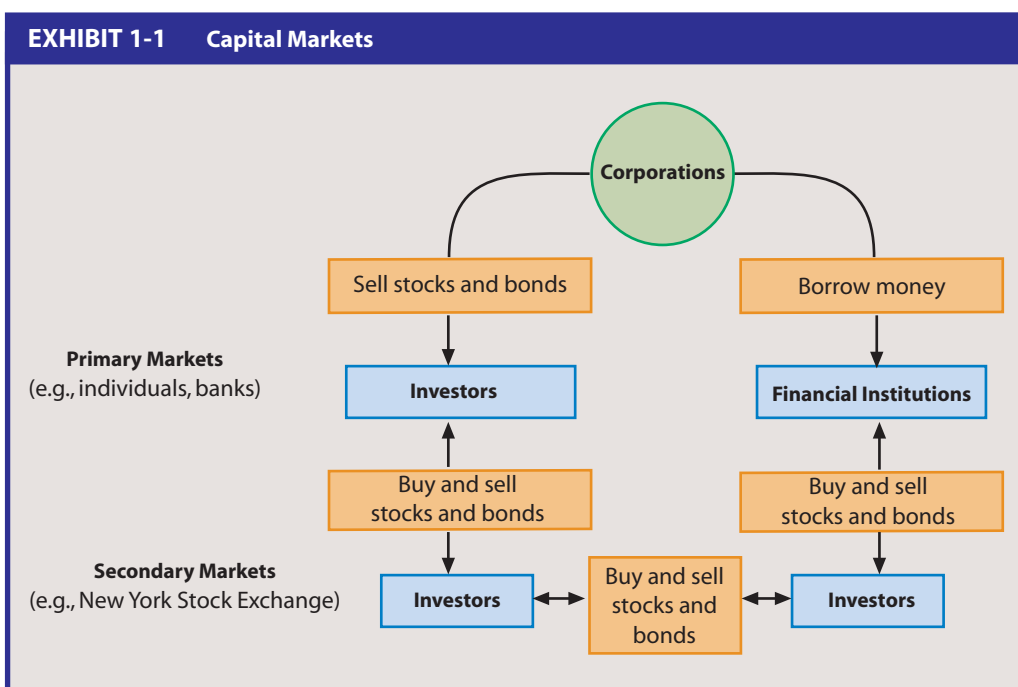 EXHIBIT 1-1 Capital Markets
Corporations
Sell stocks and bonds
Borrow money
Primary Markets
(e.g., individuals, banks)
Investors
Financial Institutions
Buy and sell
stocks and bonds
Buy and sell
stocks and bonds
Secondary Markets
(e.g., New York Stock Exchange)
Investors
Buy and sell
stocks and
bonds
Investors